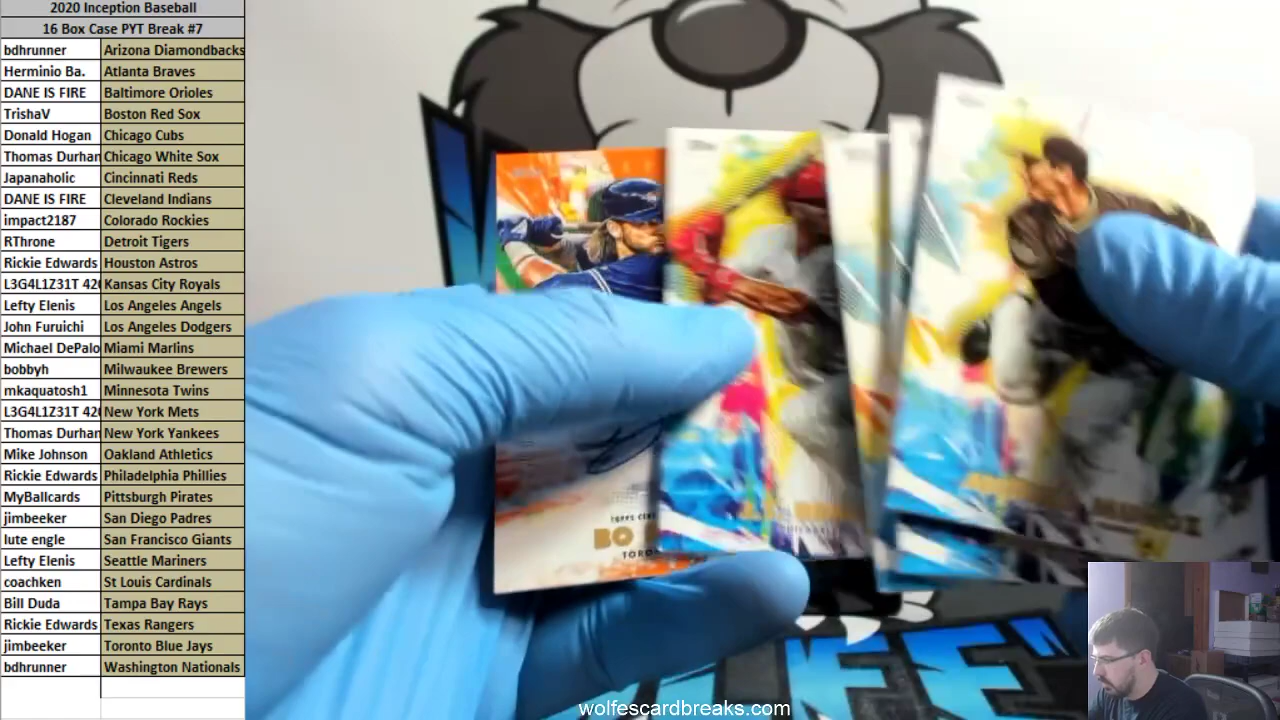 2020 Inception Baseball
16 Box Case PYT Break #7
bdhrunner Arizona Diamondbacks
Herminio Ba. Atlanta Braves
DANE IS FIRE Baltimore Orioles
TrishaV Boston Red Sox
Donald Hogan Chicago Cubs
Thomas Durhan Chicago White Sox
Japanaholic Cincinnati Reds
DANE IS FIRE Cleveland Indians
impact2187 Colorado Rockies
RThrone Detroit Tigers
Rickie Edwards Houston Astros
L3G4L1Z31T 420 Kansas City Royals
Lefty Elenis Los Angeles Angels
John Furuichi Los Angeles Dodgers
Michael DePalo Miami Marlins
bobbyh Milwaukee Brewers
mkaquatosh1 Minnesota Twins
L3G4L1Z31T 420 New York Mets
Thomas Durhan New York Yankees
Mike Johnson Oakland Athletics
Rickie Edwards Philadelphia Phillies
MyBallcards Pittsburgh Pirates
jimbeeker San Diego Padres
lute engle San Francisco Giants
Lefty Elenis Seattle Mariners
coachken St Louis Cardinals
Bill Duda Tampa Bay Rays
Rickie Edwards Texas Rangers
jimbeeker Toronto Blue Jays
bdhrunner Washington Nationals
BO
TORO
wolfescardbreaks.com